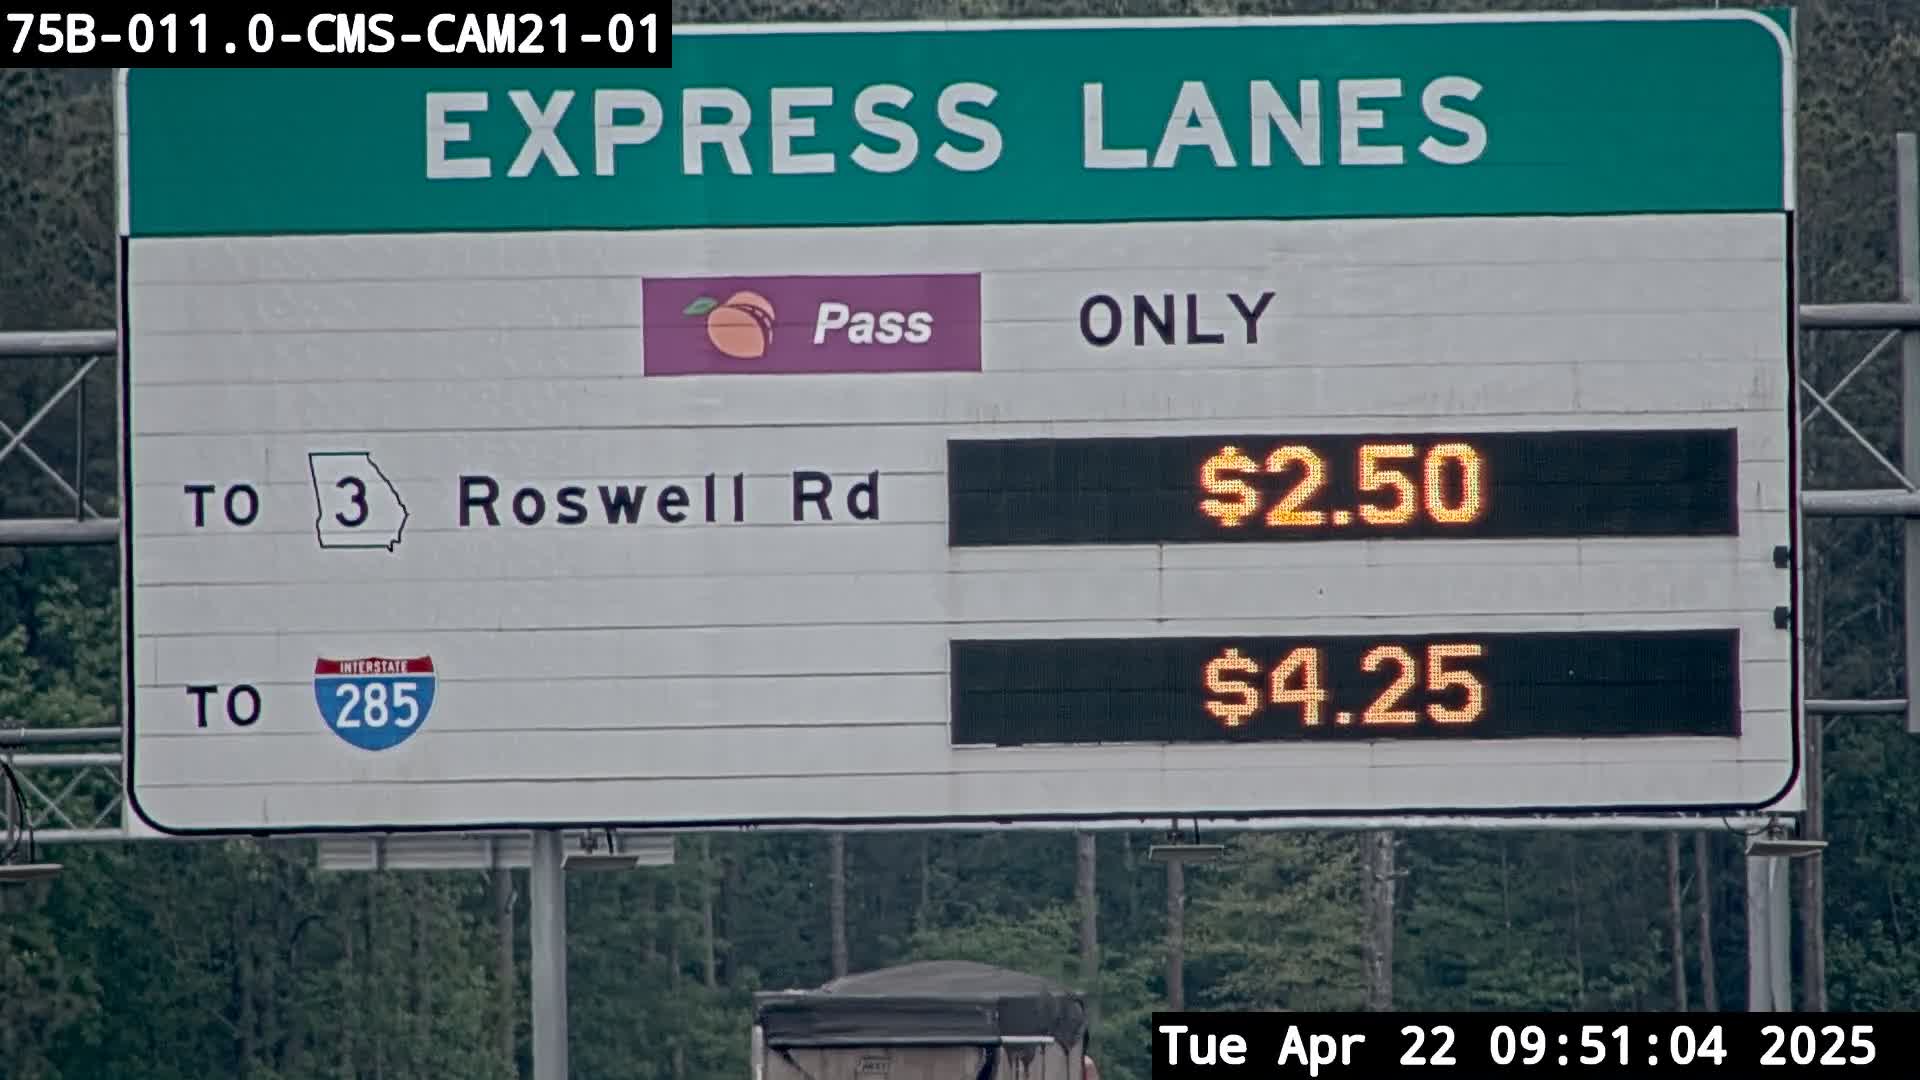 75B-011.0-CMS-CAM21-01
EXPRESS LANES
Pass ONLY
TO 3 Roswell Rd $2.50
TO INTERSTATE 285 $4.25
Tue Apr 22 09:51:04 2025